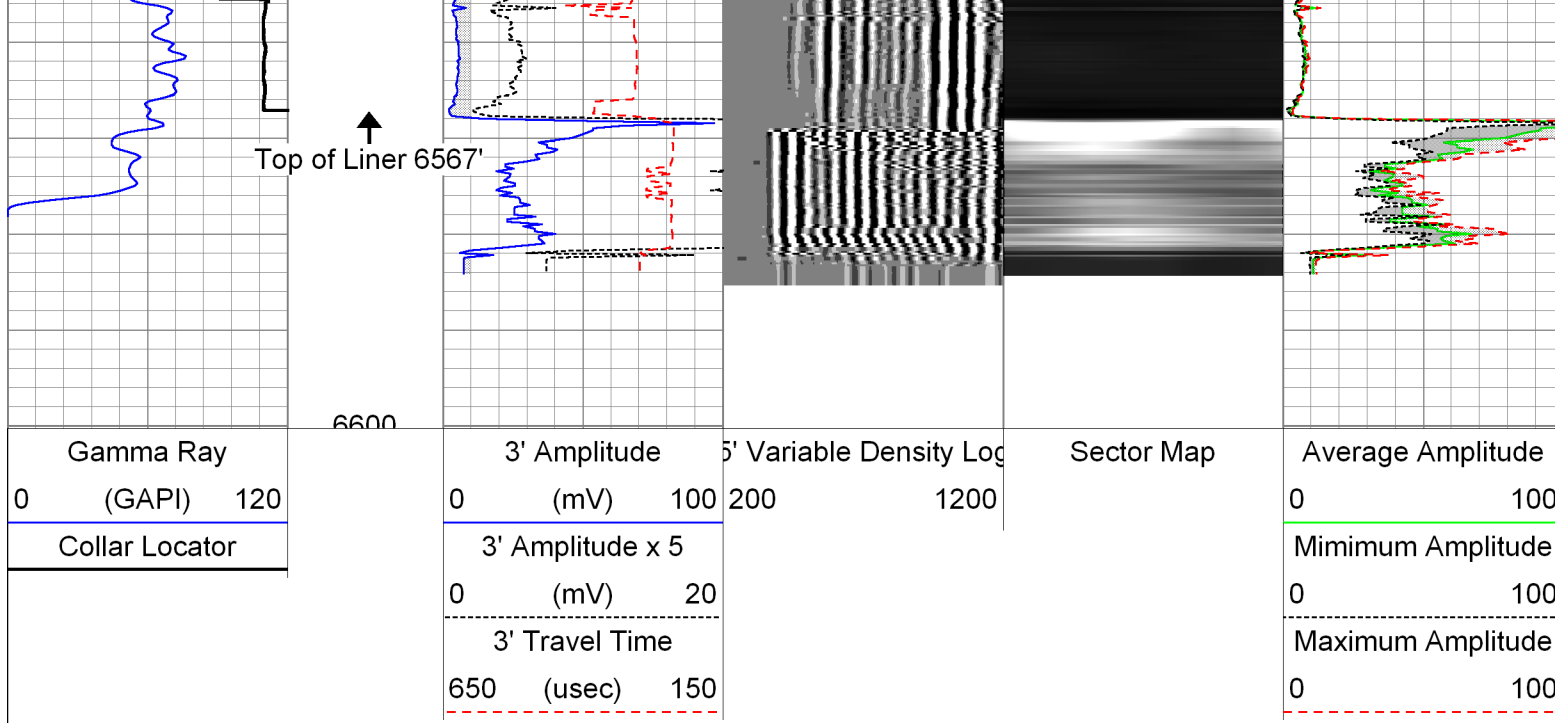 Top of Liner 6567'
6600
Gamma Ray
0 (GAPI) 120
Collar Locator
3' Amplitude
0 (mV) 100
3' Amplitude x 5
0 (mV) 20
3' Travel Time
650 (usec) 150
5' Variable Density Log
200 1200
Sector Map
Average Amplitude
0 100
Mimimum Amplitude
0 100
Maximum Amplitude
0 100